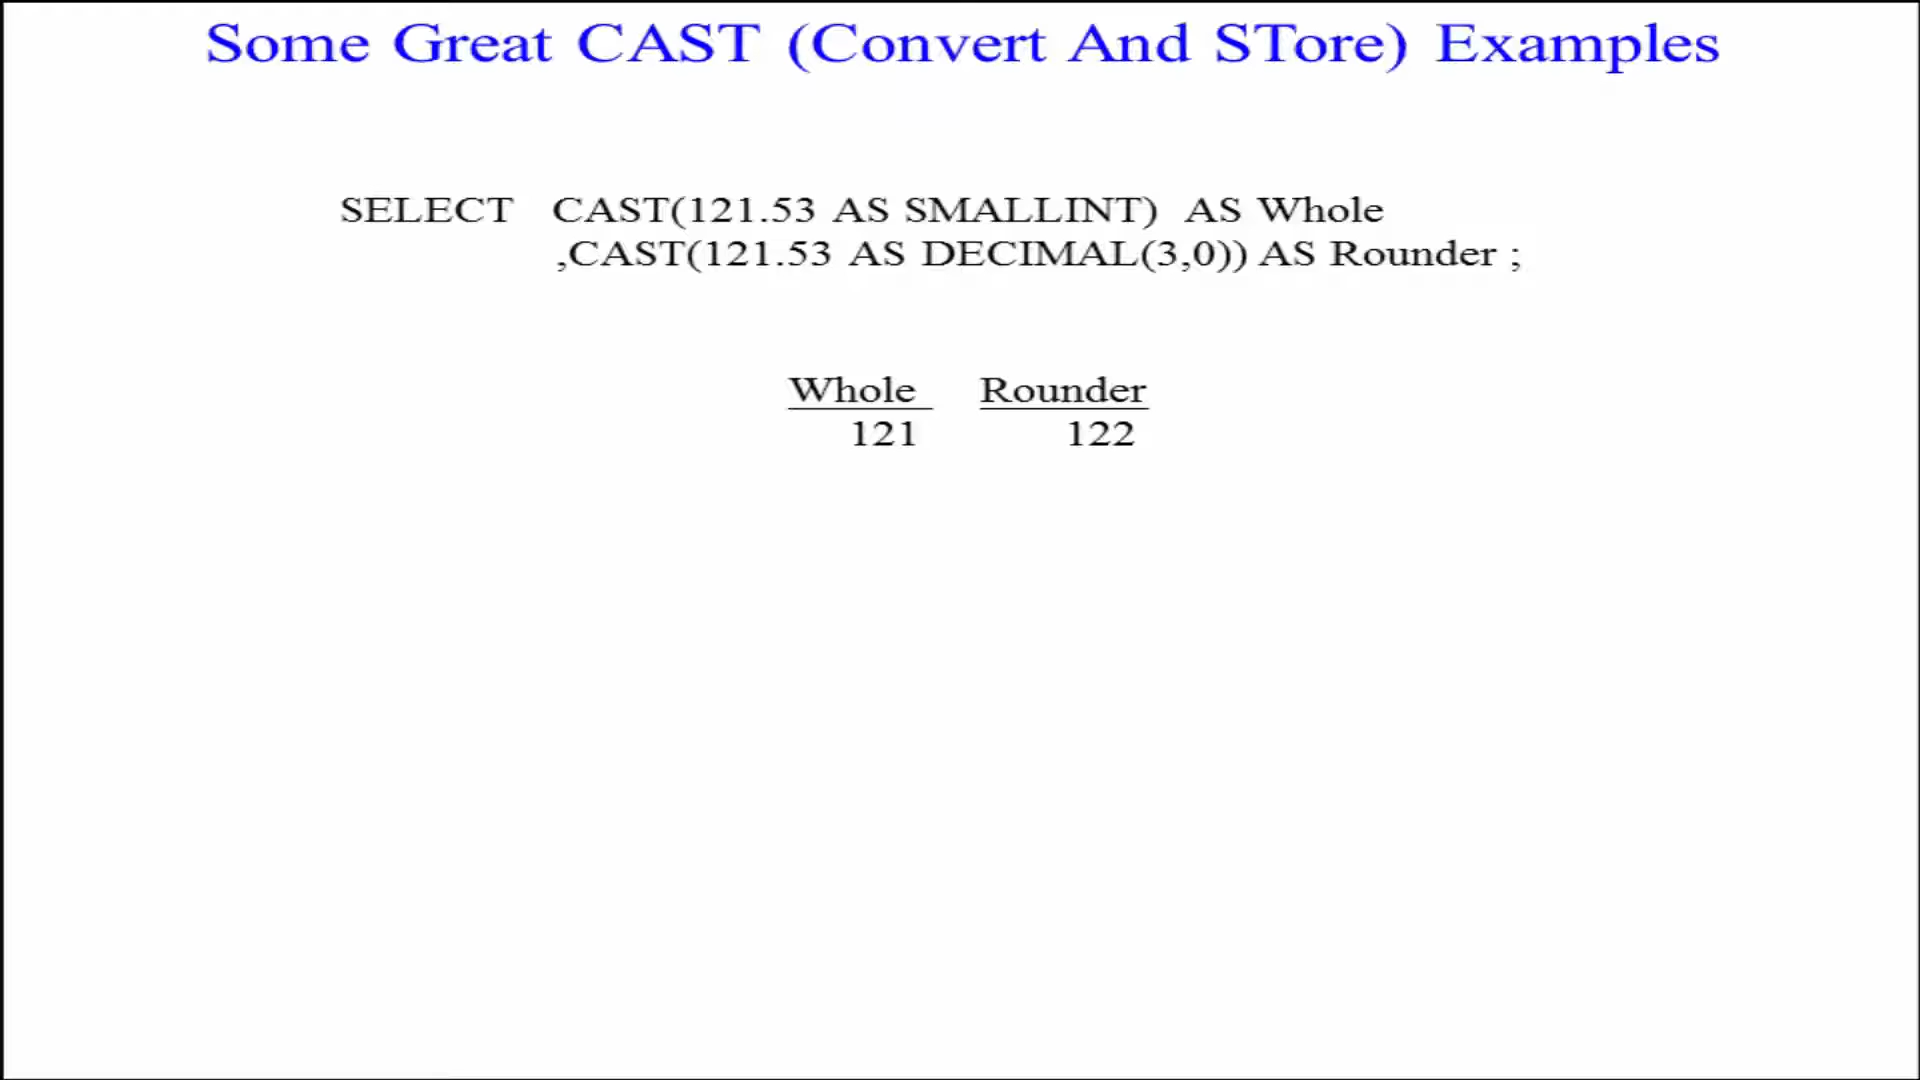 Some Great CAST (Convert And STore) Examples
SELECT CAST(121.53 AS SMALLINT) AS Whole
,CAST(121.53 AS DECIMAL(3,0)) AS Rounder ;
Whole Rounder
121 122